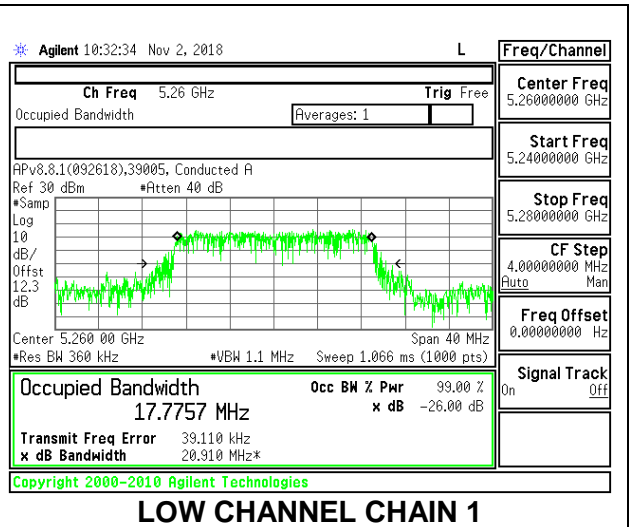 Agilent 10:32:34 Nov 2, 2018 L
Freq/Channel
Ch Freq 5.26 GHz Trig Free
Occupied Bandwidth Averages: 1
Center Freq
5.26000000 GHz
Start Freq
5.24000000 GHz
APv8.8.1(092618),39005, Conducted A
Ref 30 dBm #Atten 40 dB
#Samp
Log
10
dB/
Offst
12.3
dB
Stop Freq
5.28000000 GHz
CF Step
4.00000000 MHz
Auto Man
Freq Offset
0.00000000 Hz
Center 5.260 00 GHz Span 40 MHz
#Res BW 360 kHz #VBW 1.1 MHz Sweep 1.066 ms (1000 pts)
Signal Track
On Off
Occupied Bandwidth Occ BW % Pwr 99.00 %
17.7757 MHz x dB -26.00 dB
Transmit Freq Error 39.110 kHz
x dB Bandwidth 20.910 MHz*
Copyright 2000-2010 Agilent Technologies
LOW CHANNEL CHAIN 1